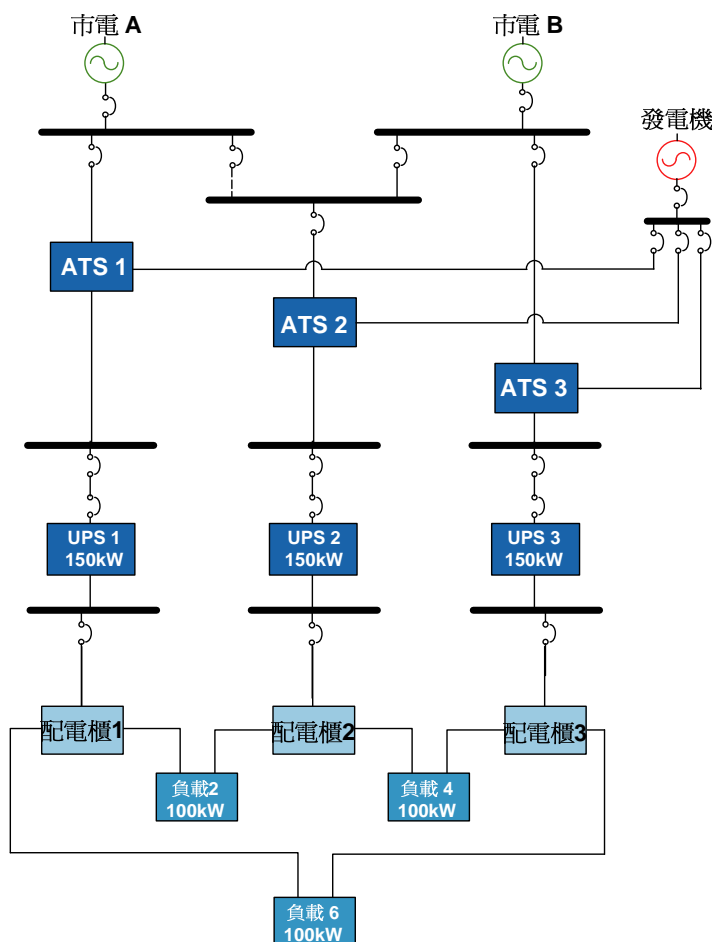 市電 A
市電 B
發電機
ATS 1
ATS 2
ATS 3
UPS 1
150kW
UPS 2
150kW
UPS 3
150kW
配電櫃1
配電櫃2
配電櫃3
負載2
100kW
負載 4
100kW
負載 6
100kW